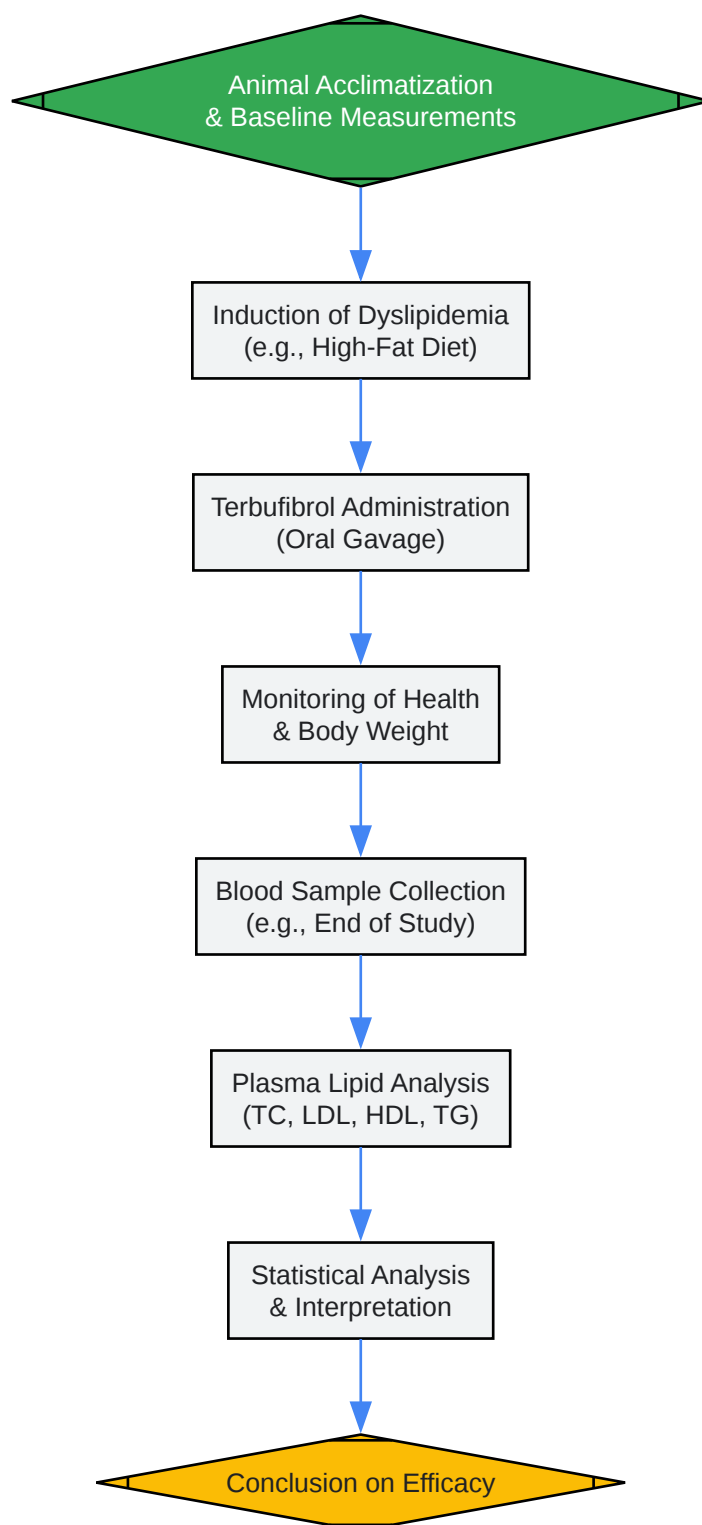 Animal Acclimatization
& Baseline Measurements
Induction of Dyslipidemia
(e.g., High-Fat Diet)
Terbufibrol Administration
(Oral Gavage)
Monitoring of Health
& Body Weight
Blood Sample Collection
(e.g., End of Study)
Plasma Lipid Analysis
(TC, LDL, HDL, TG)
Statistical Analysis
& Interpretation
Conclusion on Efficacy